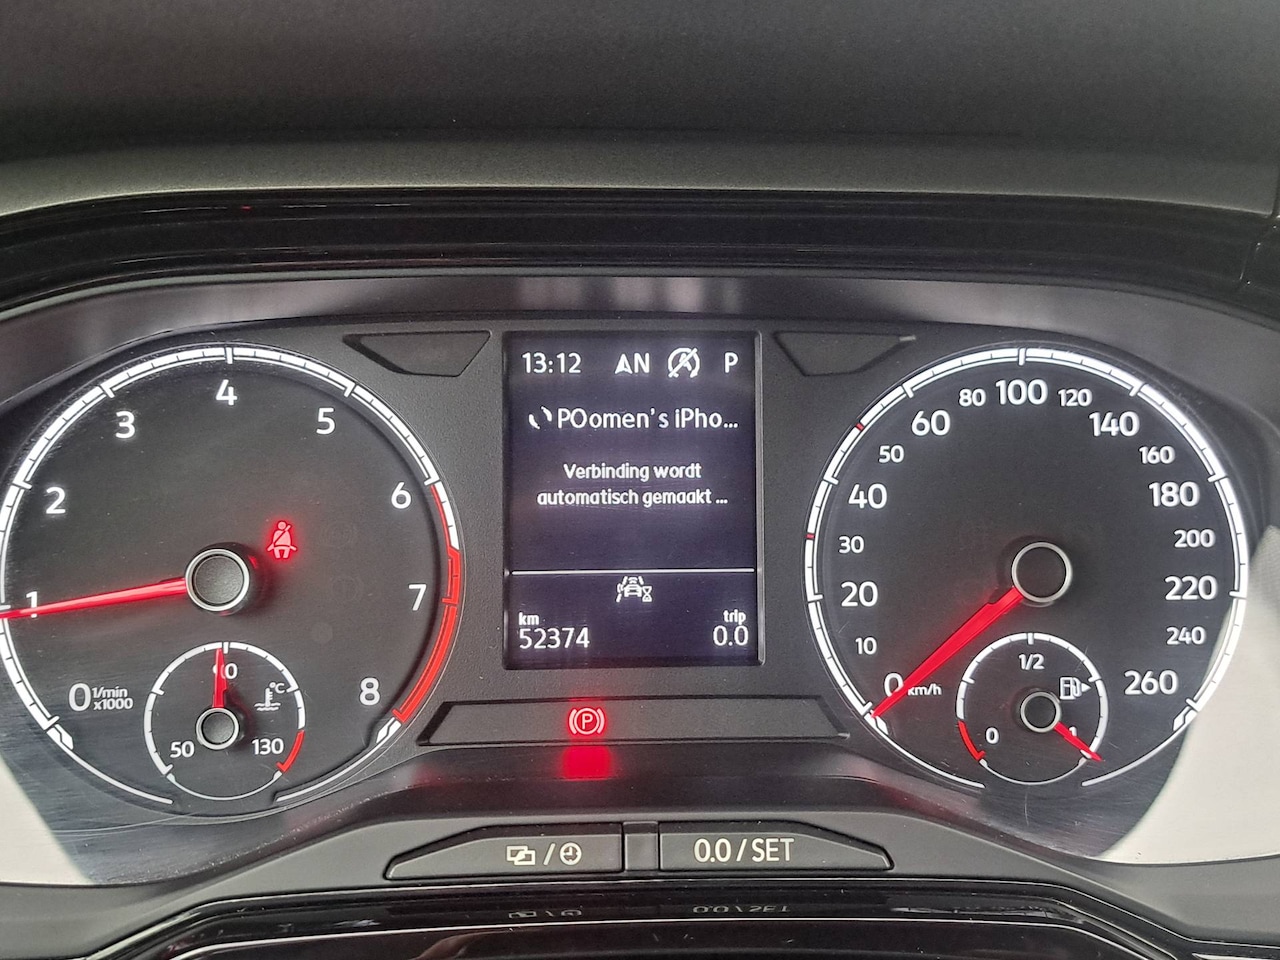 13:12 AN P
POomen's iPho...
Verbinding wordt
automatisch gemaakt ...
km trip
52374 0.0
1 2 3 4 5 6 7 8
0 1/min x1000
50 90 130 °C
P
0 10 20 30 40 50 60 80 100 120 140 160 180 200 220 240 260
km/h
0 1/2 1
/
0.0 / SET